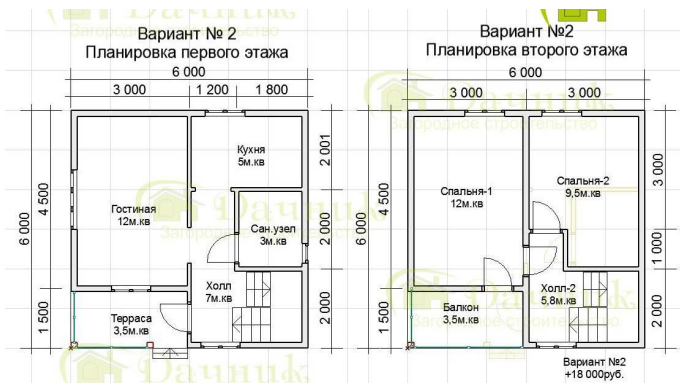 Вариант № 2
Планировка первого этажа
6 000
3 000
1 200
1 800
6 000
4 500
1 500
2 001
2 000
2 000
Кухня
5м.кв
Гостиная
12м.кв
Сан.узел
3м.кв
Холл
7м.кв
Терраса
3,5м.кв
Вариант №2
Планировка второго этажа
6 000
3 000
3 000
6 000
4 500
1 500
3 000
1 000
2 000
Спальня-1
12м.кв
Спальня-2
9,5м.кв
Холл-2
5,8м.кв
Балкон
3,5м.кв
Вариант №2
+18 000руб.
Дачник
Загородное строительство